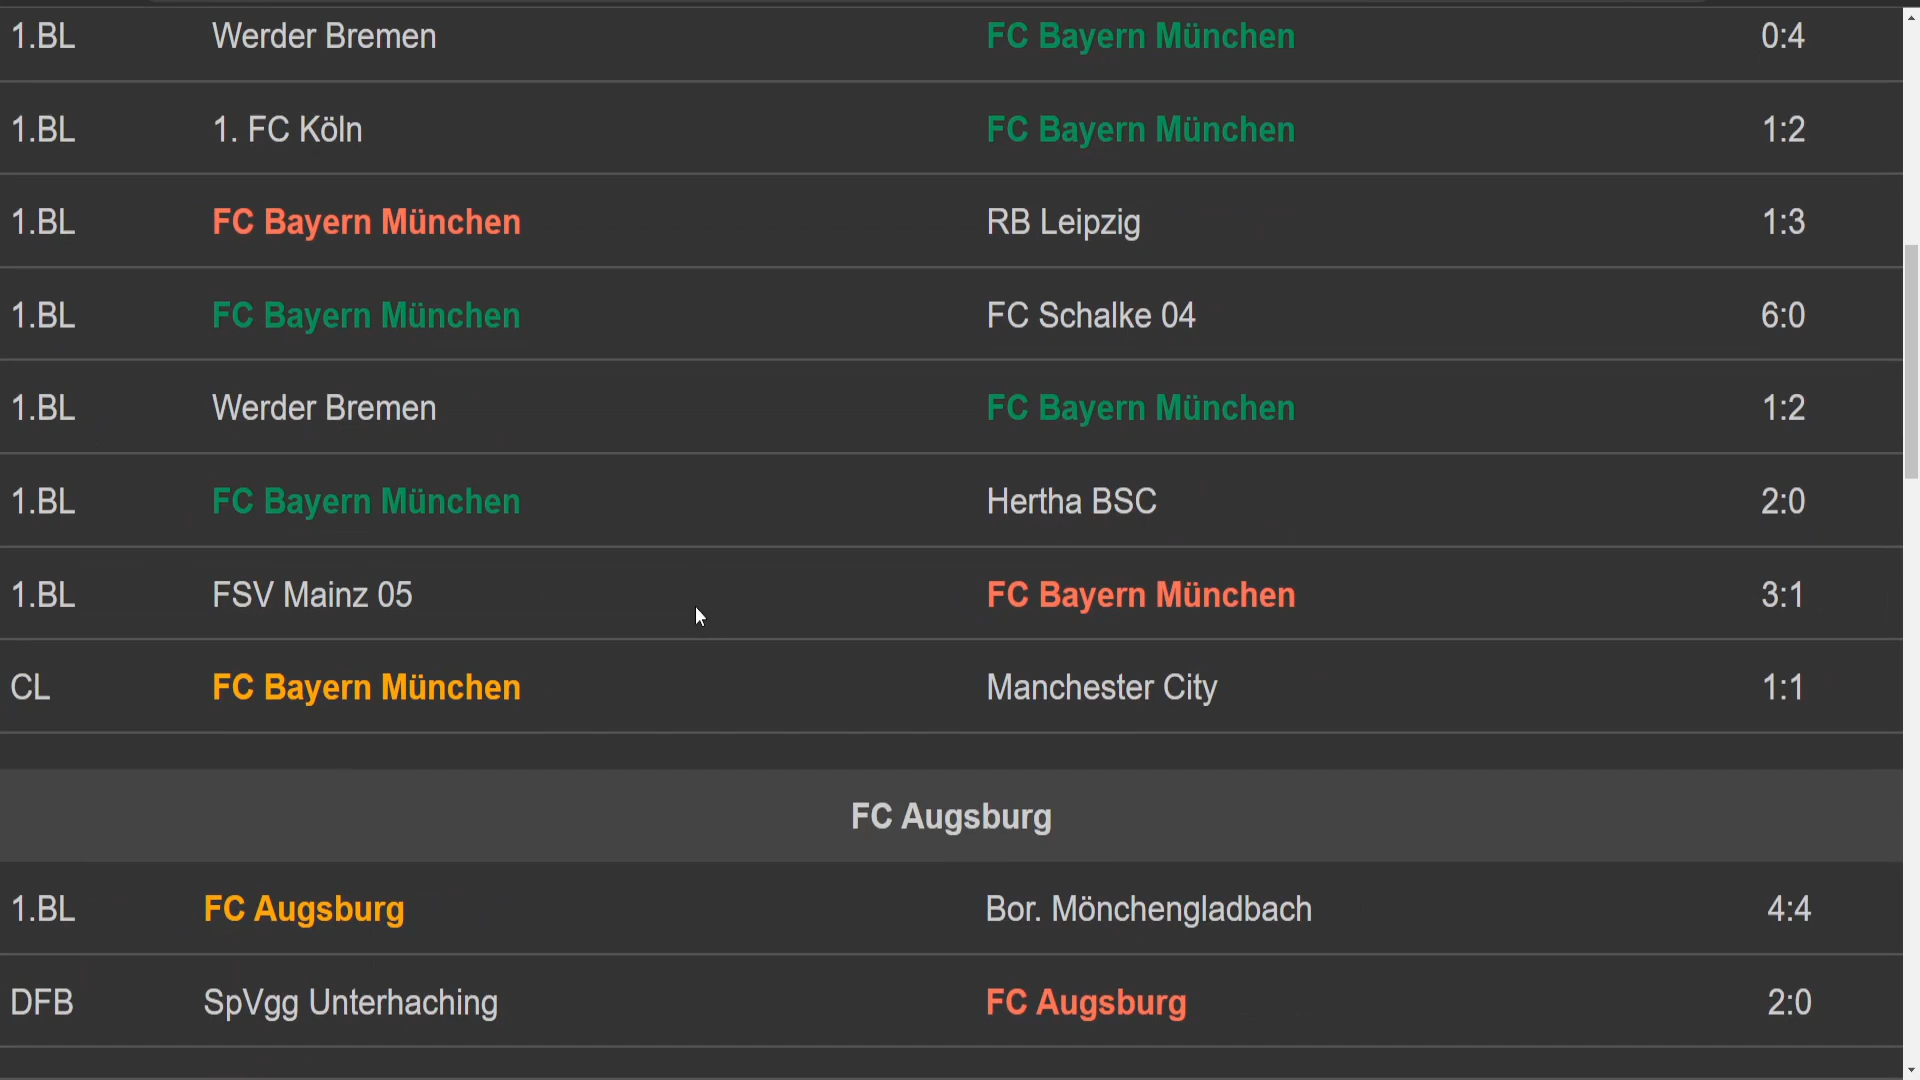 1.BL Werder Bremen FC Bayern München 0:4
1.BL 1. FC Köln FC Bayern München 1:2
1.BL FC Bayern München RB Leipzig 1:3
1.BL FC Bayern München FC Schalke 04 6:0
1.BL Werder Bremen FC Bayern München 1:2
1.BL FC Bayern München Hertha BSC 2:0
1.BL FSV Mainz 05 FC Bayern München 3:1
CL FC Bayern München Manchester City 1:1
FC Augsburg
1.BL FC Augsburg Bor. Mönchengladbach 4:4
DFB SpVgg Unterhaching FC Augsburg 2:0